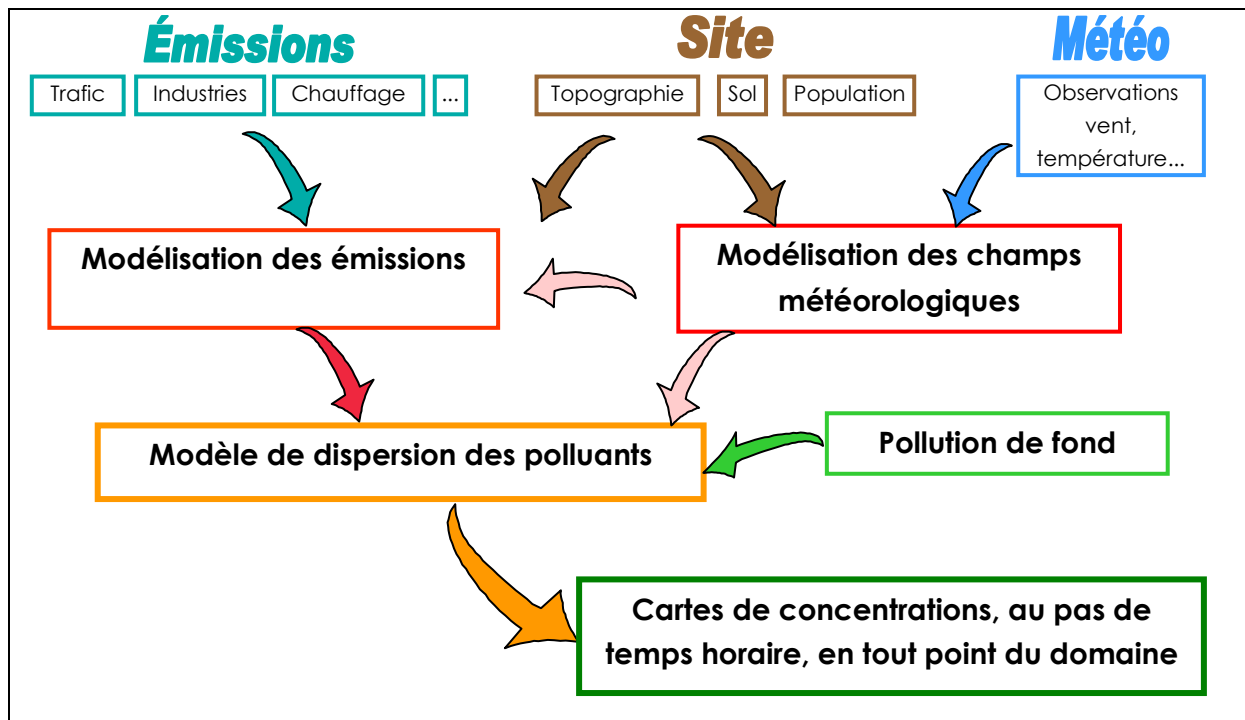 Émissions
Site
Météo
Trafic
Industries
Chauffage
...
Topographie
Sol
Population
Observations
vent,
température...
Modélisation des émissions
Modélisation des champs
météorologiques
Modèle de dispersion des polluants
Pollution de fond
Cartes de concentrations, au pas de
temps horaire, en tout point du domaine